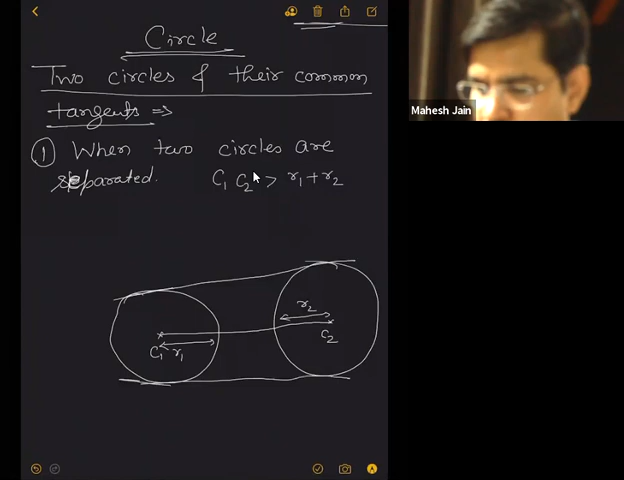 Circle
Two circles & their common
tangents ⇒
① When two circles are
separated. C₁ C₂ > r₁ + r₂
r₂
C₂
C₁ r₁
Mahesh Jain